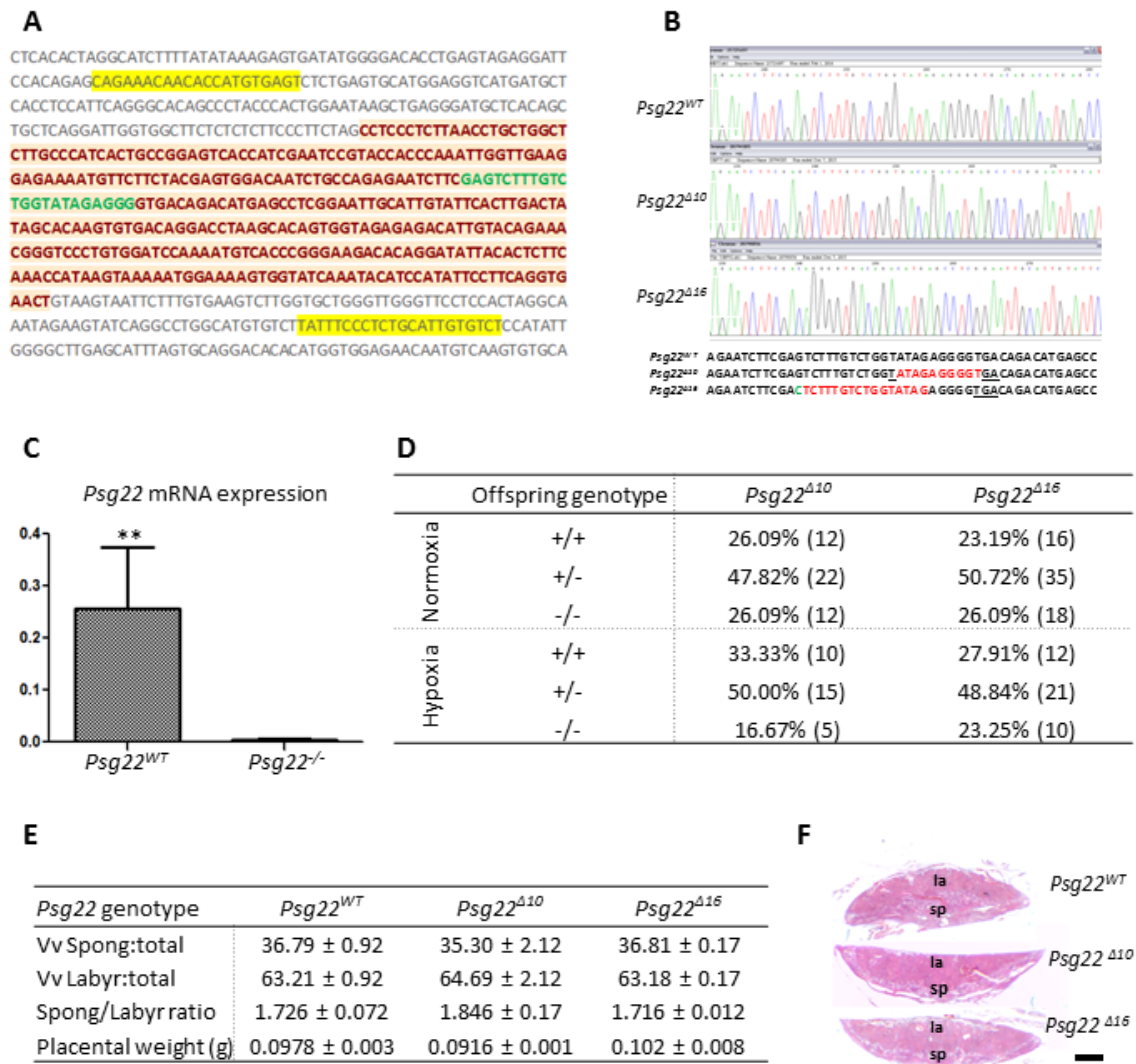 A
CTCACACTAGGCATCTTTTATATAAAGAGTGATATGGGGACACCTGAGTAGAGGATT
CCACAGAGCAGAAACAACACCATGTGAGTCTCTGAGTGCATGGAGGTCATGATGCT
CACCTCCATTCAGGGCACAGCCCTACCCACTGGAATAAGCTGAGGGATGCTCACAGC
TGCTCAGGATTGGTGGCTTCTCTCTCTTCCCTTCTAGCCTCCCTCTTAACCTGCTGGCT
CTTGCCCATCACTGCCGGAGTCACCATCGAATCCGTACCACCCAAATTGGTTGAAG
GAGAAAATGTTCTTCTACGAGTGGACAATCTGCCAGAGAATCTTCGAGTCTTTGTC
TGGTATAGAGGGGTGACAGACATGAGCCTCGGAATTGCATTGTATTCACTTGACTA
TAGCACAAGTGTGACAGGACCTAAGCACAGTGGTAGAGAGACATTGTACAGAAA
CGGGTCCCTGTGGATCCAAAATGTCACCCGGGAAGACACAGGATATTACACTCTTC
AAACCATAAGTAAAAATGGAAAAGTGGTATCAAATACATCCATATTCCTTCAGGTG
AACTGTAAGTAATTCTTTGTGAAGTCTTGGTGCTGGGTTGGGTTCCTCCACTAGGCA
AATAGAAGTATCAGGCCTGGCATGTGTCTTATTTCCCTCTGCATTGTGTCTCCATATT
GGGGCTTGAGCATTTAGTGCAGGACACACATGGTGGAGAACAATGTCAAGTGTGCA
B
Psg22WT
Psg22Δ10
Psg22Δ16
Psg22WT AGAATCTTCGAGTCTTTGTCTGGTATAGAGGGGTGACAGACATGAGCC
Psg22Δ10 AGAATCTTCGAGTCTTTGTCTGGTATAGAGGGGTGACAGACATGAGCC
Psg22Δ16 AGAATCTTCGACTCTTTGTCTGGTATAGAGGGGTGACAGACATGAGCC
C
Psg22 mRNA expression
**
0.4
0.3
0.2
0.1
0.0
Psg22WT Psg22-/-
D
Offspring genotype Psg22Δ10 Psg22Δ16
Normoxia
+/+ 26.09% (12) 23.19% (16)
+/- 47.82% (22) 50.72% (35)
-/- 26.09% (12) 26.09% (18)
Hypoxia
+/+ 33.33% (10) 27.91% (12)
+/- 50.00% (15) 48.84% (21)
-/- 16.67% (5) 23.25% (10)
E
Psg22 genotype Psg22WT Psg22Δ10 Psg22Δ16
Vv Spong:total 36.79 ± 0.92 35.30 ± 2.12 36.81 ± 0.17
Vv Labyr:total 63.21 ± 0.92 64.69 ± 2.12 63.18 ± 0.17
Spong/Labyr ratio 1.726 ± 0.072 1.846 ± 0.17 1.716 ± 0.012
Placental weight (g) 0.0978 ± 0.003 0.0916 ± 0.001 0.102 ± 0.008
F
la
sp
Psg22WT
la
sp
Psg22 Δ10
la
sp
Psg22 Δ16